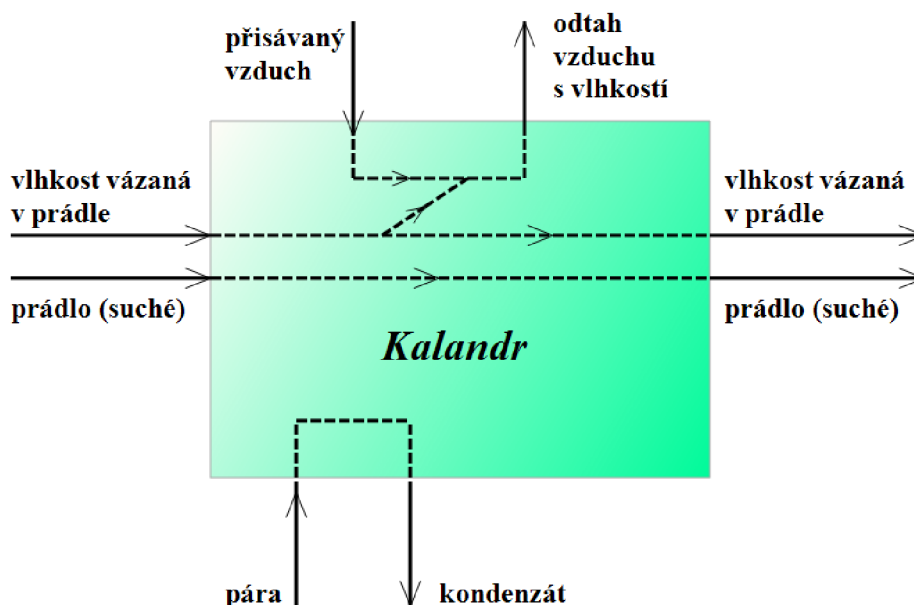 přisávaný
vzduch
odtah
vzduchu
s vlhkostí
vlhkost vázaná
v prádle
vlhkost vázaná
v prádle
prádlo (suché)
prádlo (suché)
Kalandr
pára
kondenzát